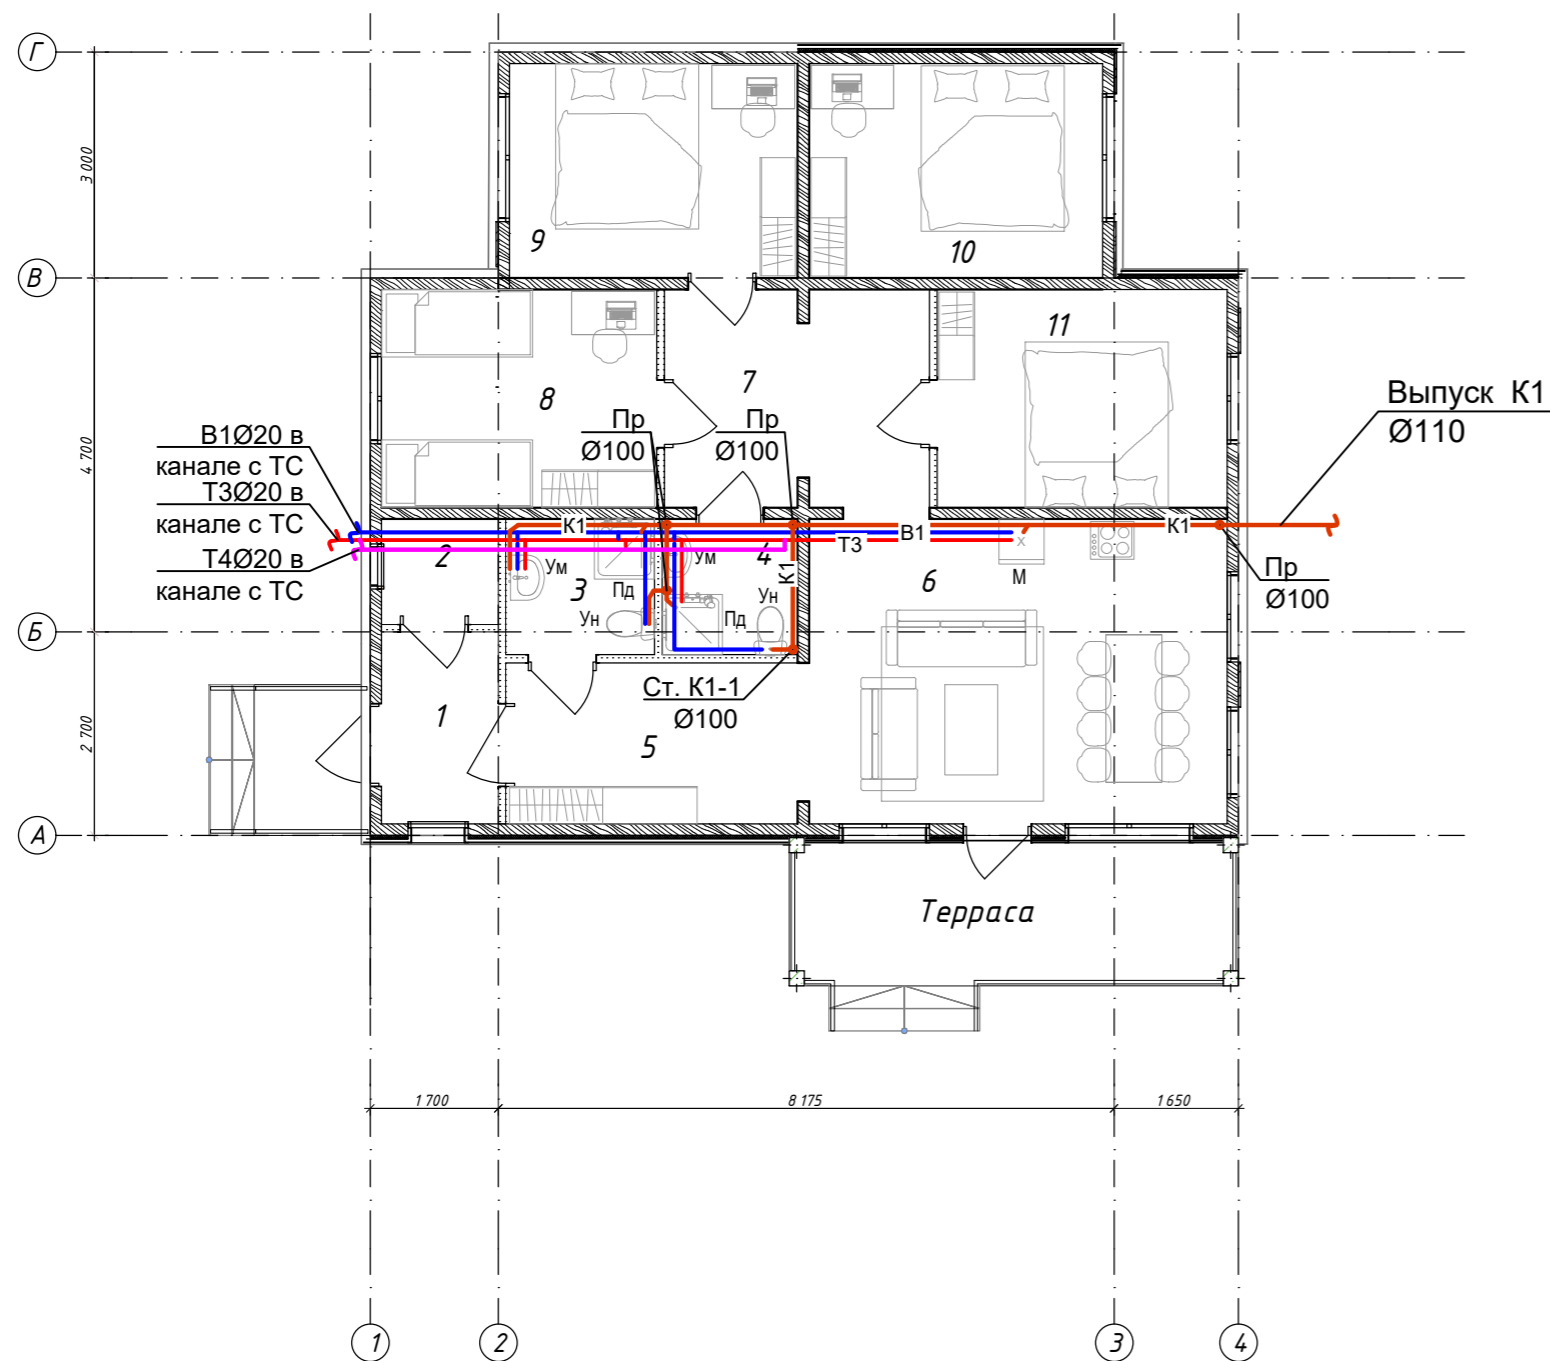 Г
3 000
9
10
В
11
7
8
4 700
Выпуск К1
Ø110
Пр
Ø100
Пр
Ø100
В1Ø20 в
канале с ТС
Т3Ø20 в
канале с ТС
Т4Ø20 в
канале с ТС
К1
В1
К1
Т3
2
Ум
3
Пд
Ун
Ум
4
К1
Ун
Пд
6
х
М
Пр
Ø100
Б
Ст. К1-1
Ø100
1
5
2 700
А
Терраса
1 700
8 175
1 650
1
2
3
4